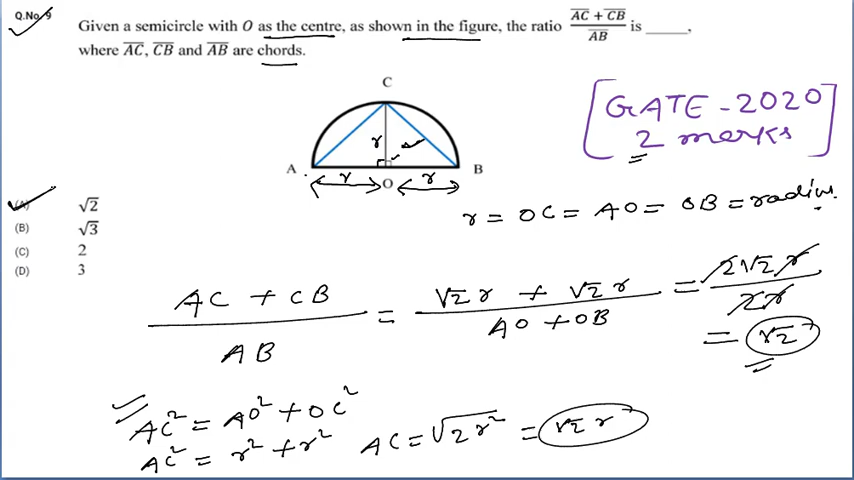 Q.No. 9
Given a semicircle with O as the centre, as shown in the figure, the ratio (AC̅ + CB̅)/AB̅ is _____,
where AC̅, CB̅ and AB̅ are chords.
C
r
A
B
r
O
r
[GATE-2020
2 marks]
(A) √2
(B) √3
(C) 2
(D) 3
r = OC = AO = OB = radius.
(AC + CB)/AB = (√2 r + √2 r)/(AO + OB) = 2√2 r/2r
= √2
AC² = AO² + OC²
AC² = r² + r² AC = √2r² = √2 r